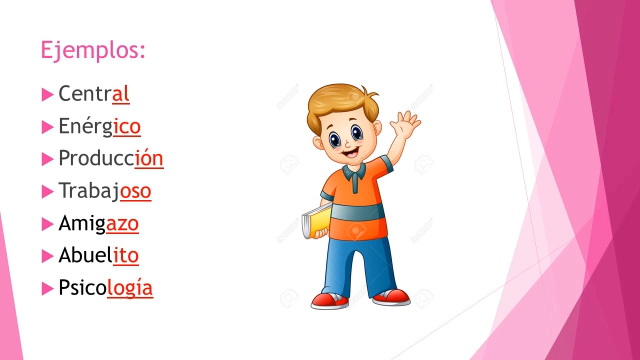 Ejemplos:
Central
Enérgico
Producción
Trabajoso
Amigazo
Abuelito
Psicología